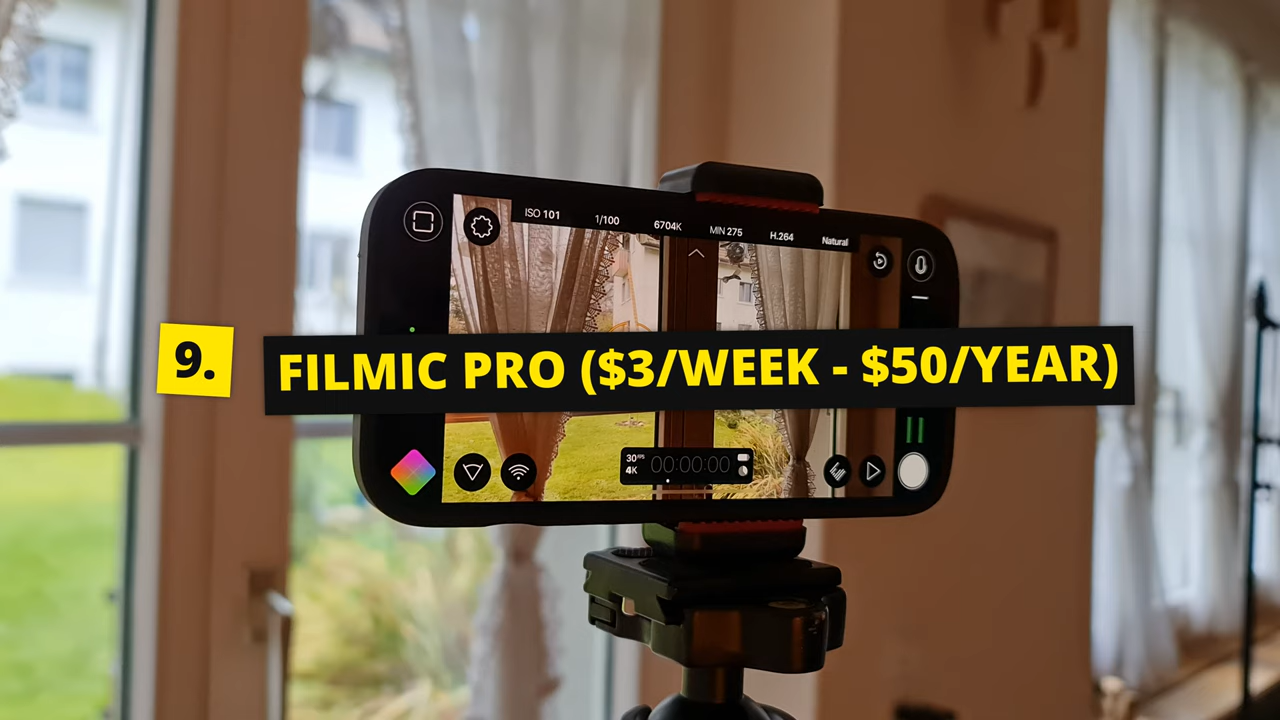 ISO 101 1/100 6704K MIN 275 H.264 Natural
9. FILMIC PRO ($3/WEEK - $50/YEAR)
30FPS
4K 00:00:00